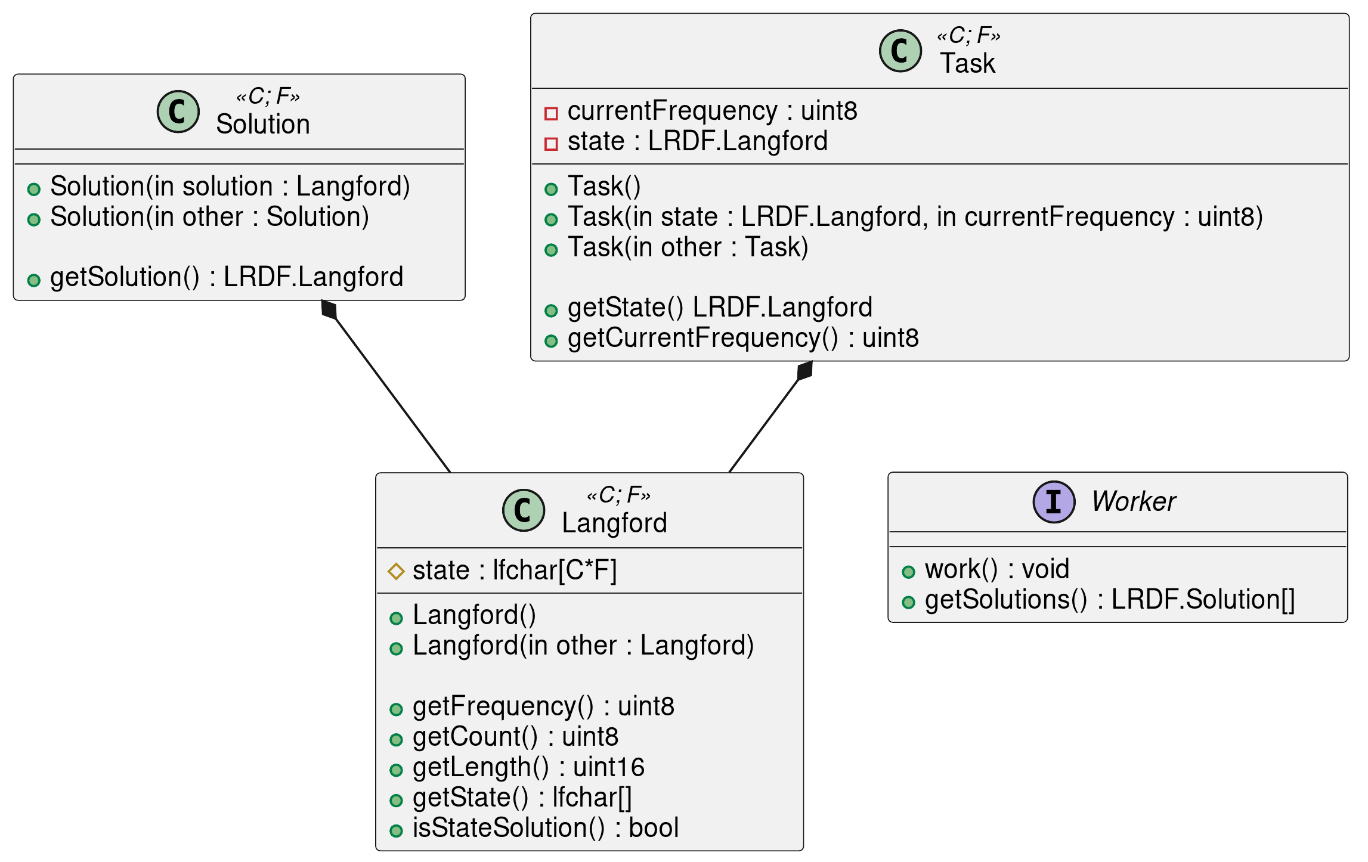 C
«C; F»
Solution
Solution(in solution : Langford)
Solution(in other : Solution)
getSolution() : LRDF.Langford
C
«C; F»
Task
currentFrequency : uint8
state : LRDF.Langford
Task()
Task(in state : LRDF.Langford, in currentFrequency : uint8)
Task(in other : Task)
getState() LRDF.Langford
getCurrentFrequency() : uint8
C
«C; F»
Langford
state : lfchar[C*F]
Langford()
Langford(in other : Langford)
getFrequency() : uint8
getCount() : uint8
getLength() : uint16
getState() : lfchar[]
isStateSolution() : bool
I
Worker
work() : void
getSolutions() : LRDF.Solution[]